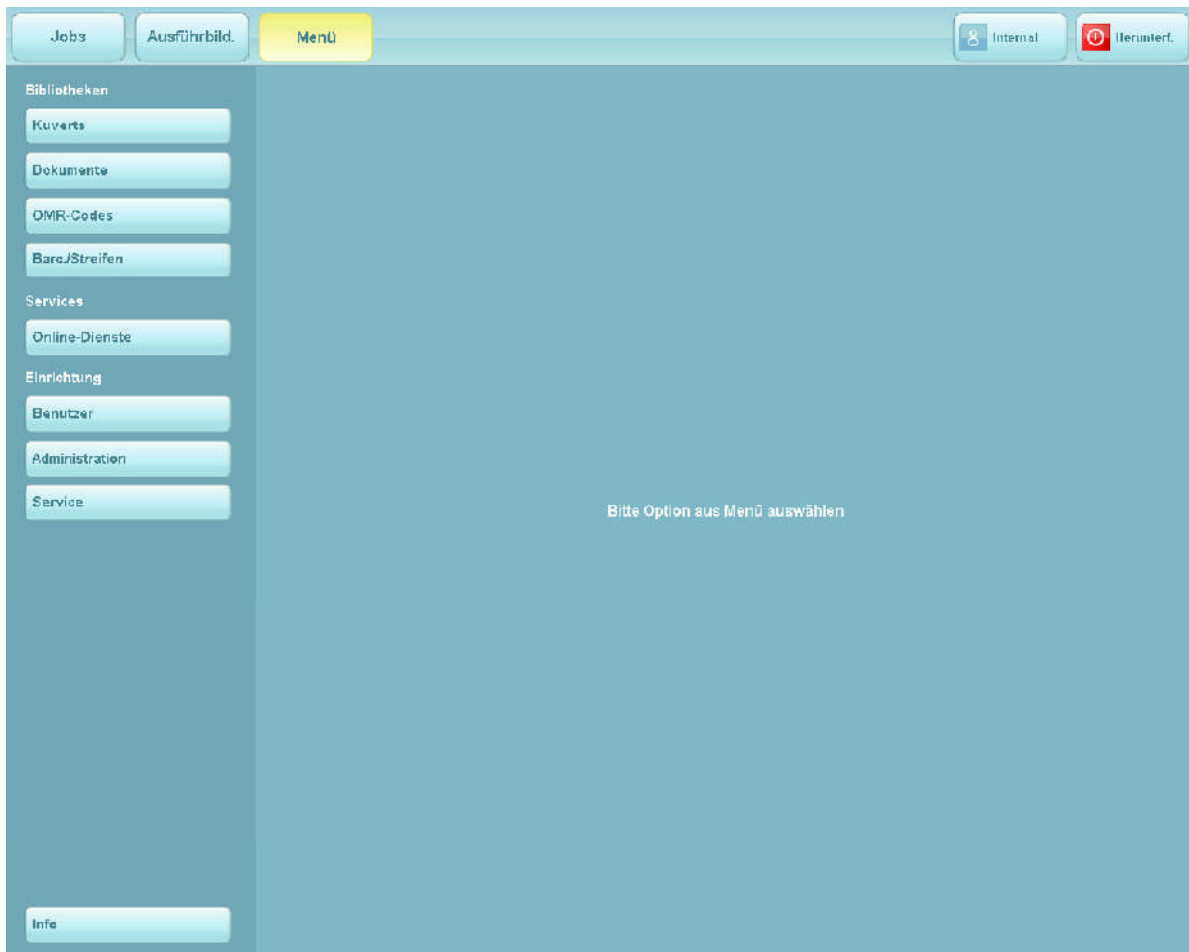 Jobs
Ausführbild.
Menü
Internal
Herunterf.
Bibliotheken
Kuverts
Dokumente
OMR-Codes
Barc./Streifen
Services
Online-Dienste
Einrichtung
Benutzer
Administration
Service
Bitte Option aus Menü auswählen
Info